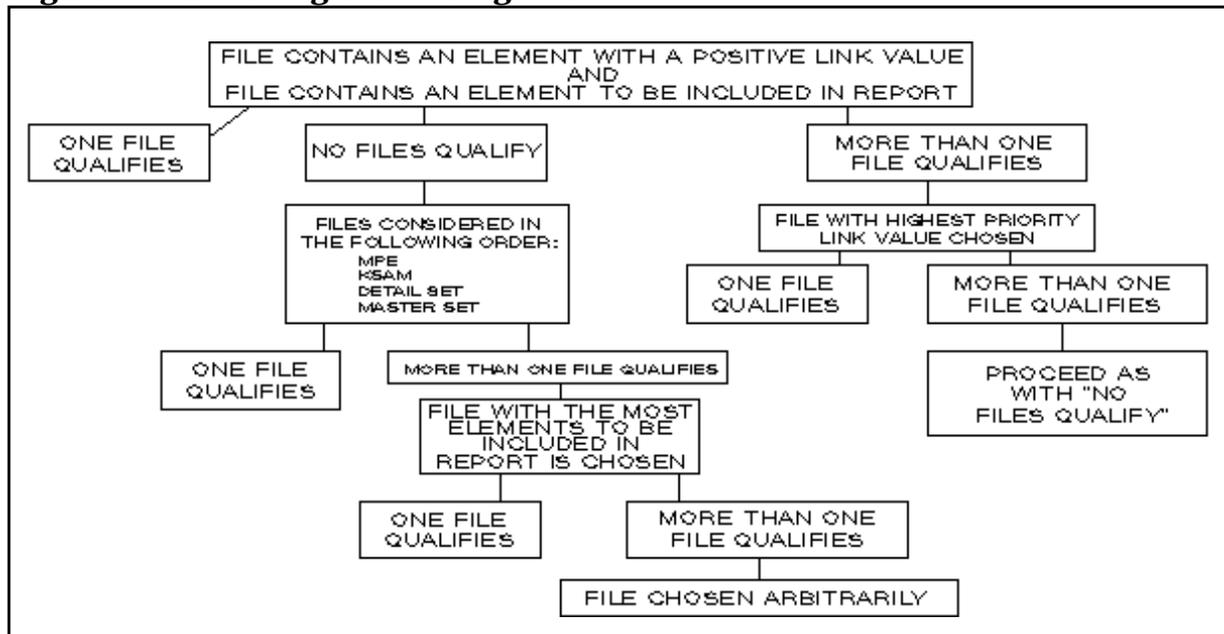 FILE CONTAINS AN ELEMENT WITH A POSITIVE LINK VALUE
AND
FILE CONTAINS AN ELEMENT TO BE INCLUDED IN REPORT
ONE FILE
QUALIFIES
NO FILES QUALIFY
MORE THAN ONE
FILE QUALIFIES
FILES CONSIDERED IN
THE FOLLOWING ORDER:
MPE
KSAM
DETAIL SET
MASTER SET
FILE WITH HIGHEST PRIORITY
LINK VALUE CHOSEN
ONE FILE
QUALIFIES
MORE THAN ONE
FILE QUALIFIES
ONE FILE
QUALIFIES
MORE THAN ONE FILE QUALIFIES
PROCEED AS
WITH "NO
FILES QUALIFY"
FILE WITH THE MOST
ELEMENTS TO BE
INCLUDED IN
REPORT IS CHOSEN
ONE FILE
QUALIFIES
MORE THAN ONE
FILE QUALIFIES
FILE CHOSEN ARBITRARILY